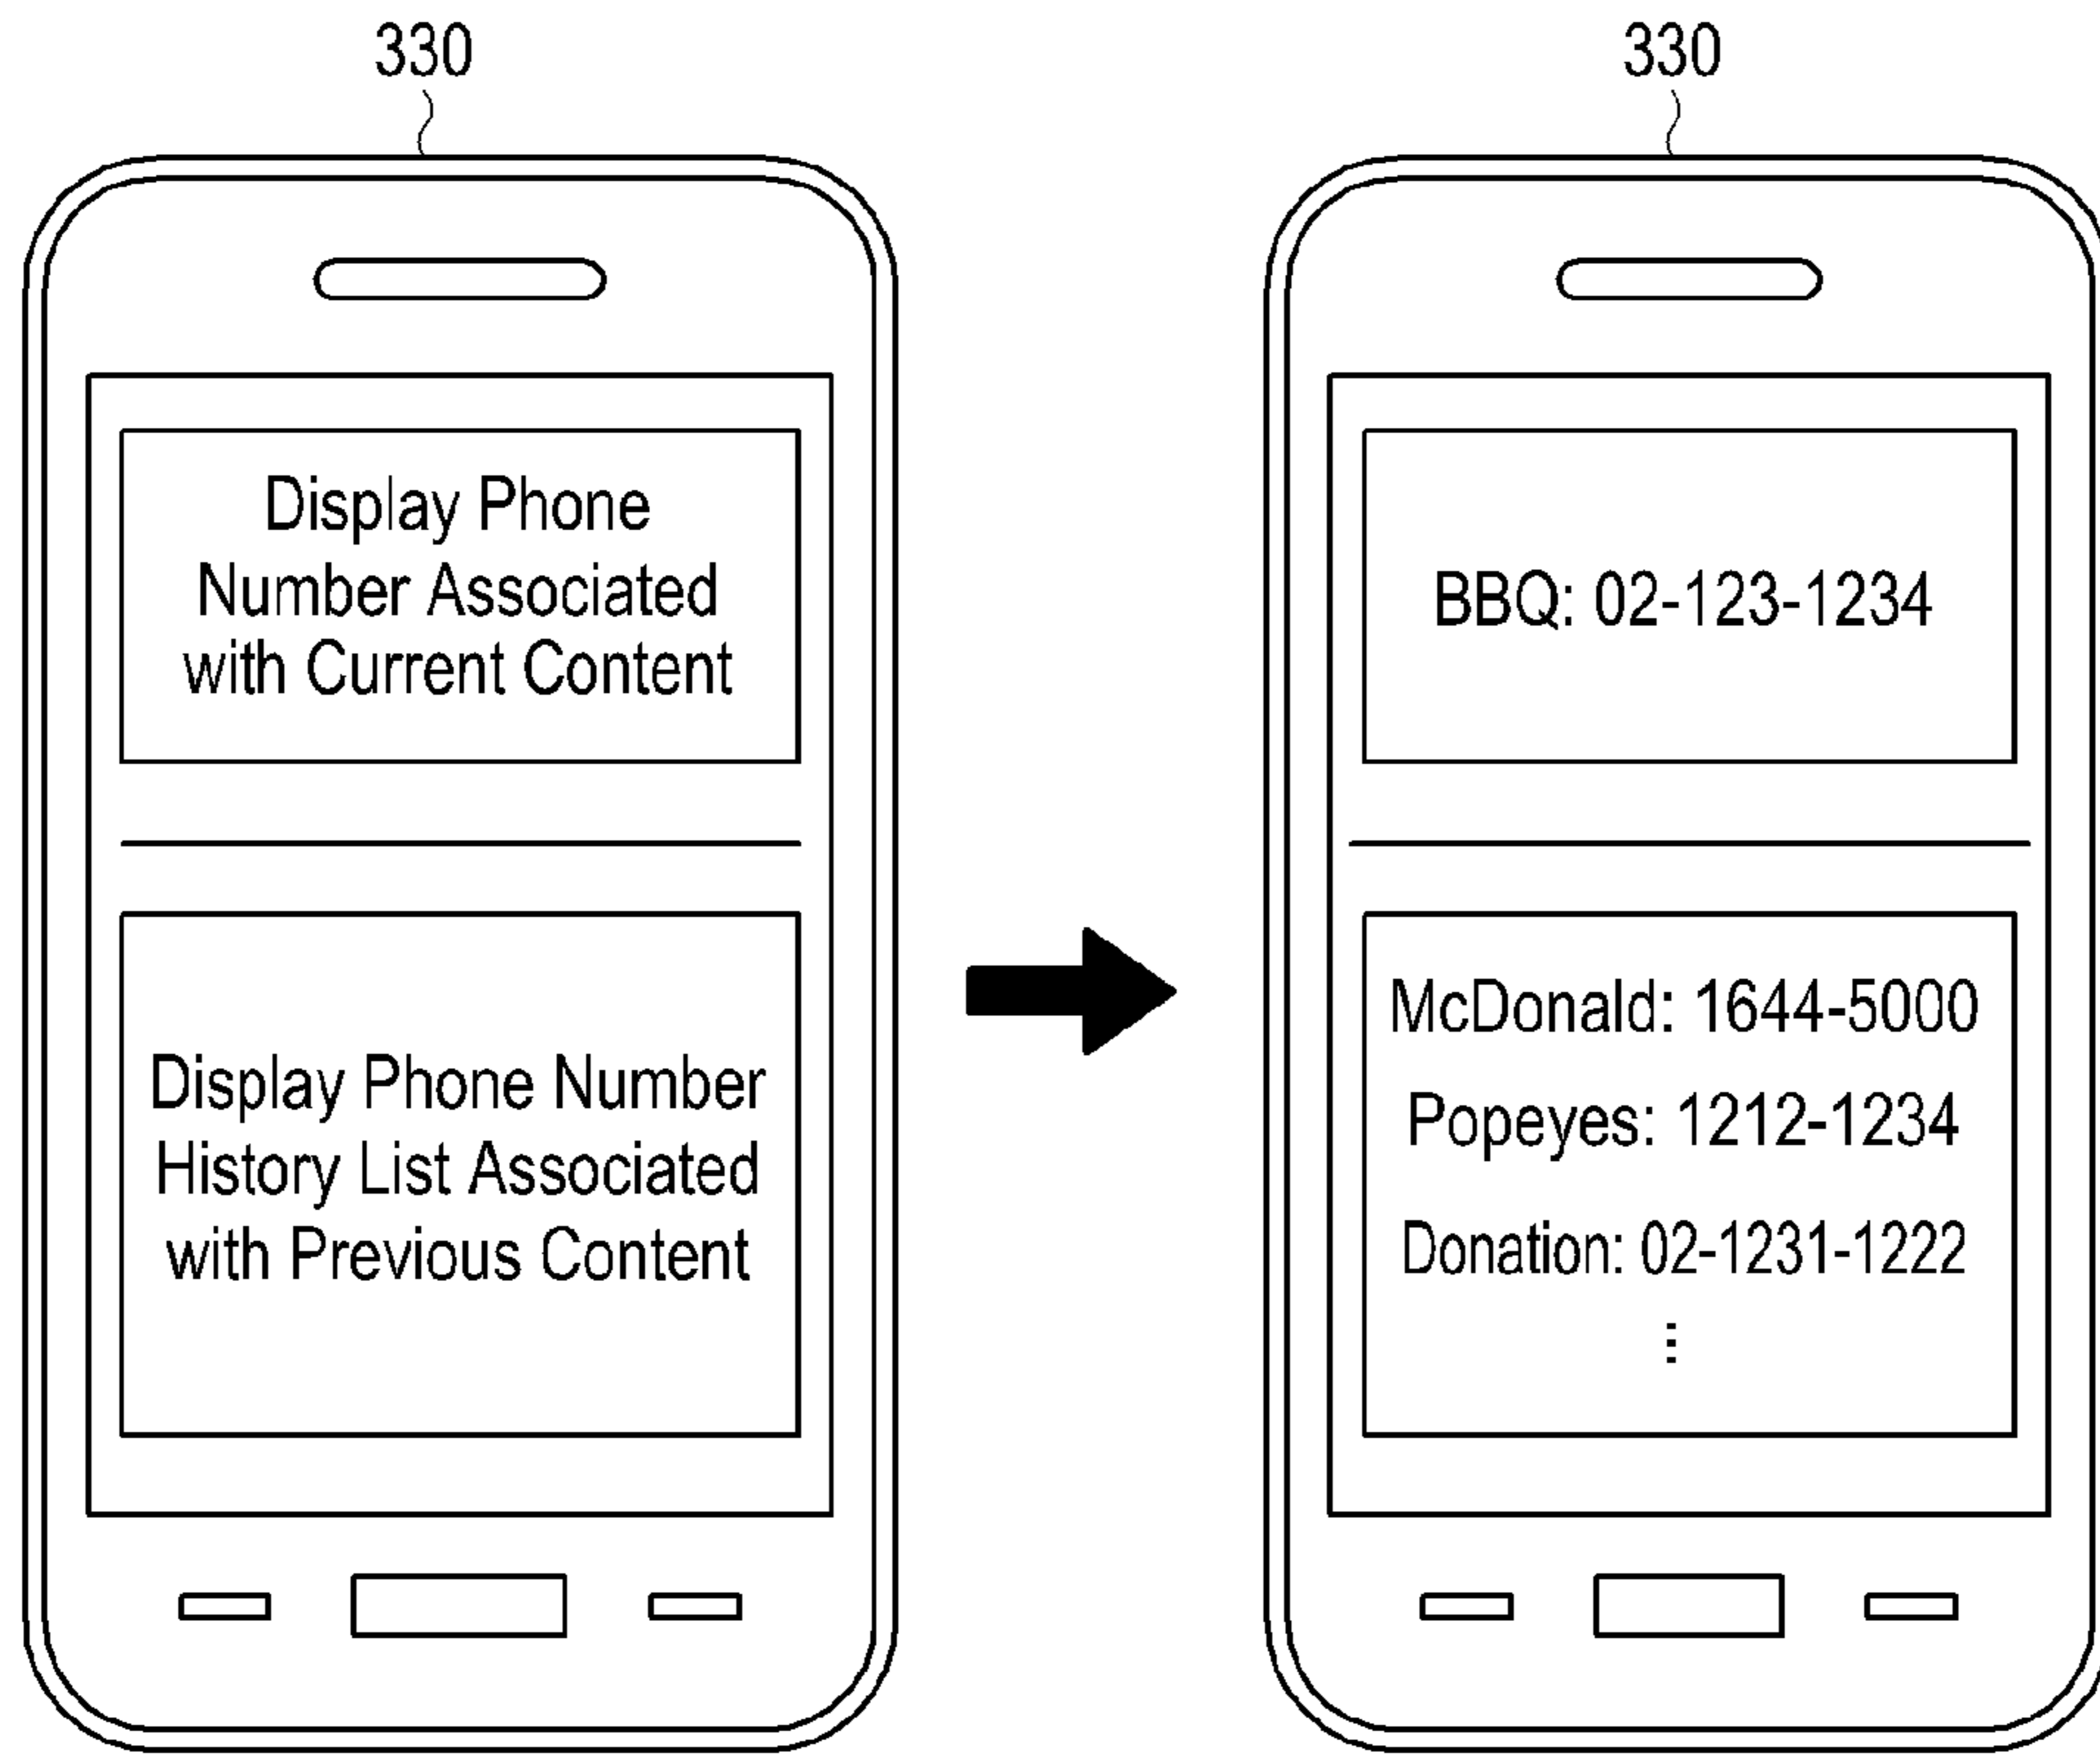 330
Display Phone
Number Associated
with Current Content
Display Phone Number
History List Associated
with Previous Content
330
BBQ: 02-123-1234
McDonald: 1644-5000
Popeyes: 1212-1234
Donation: 02-1231-1222
⋮